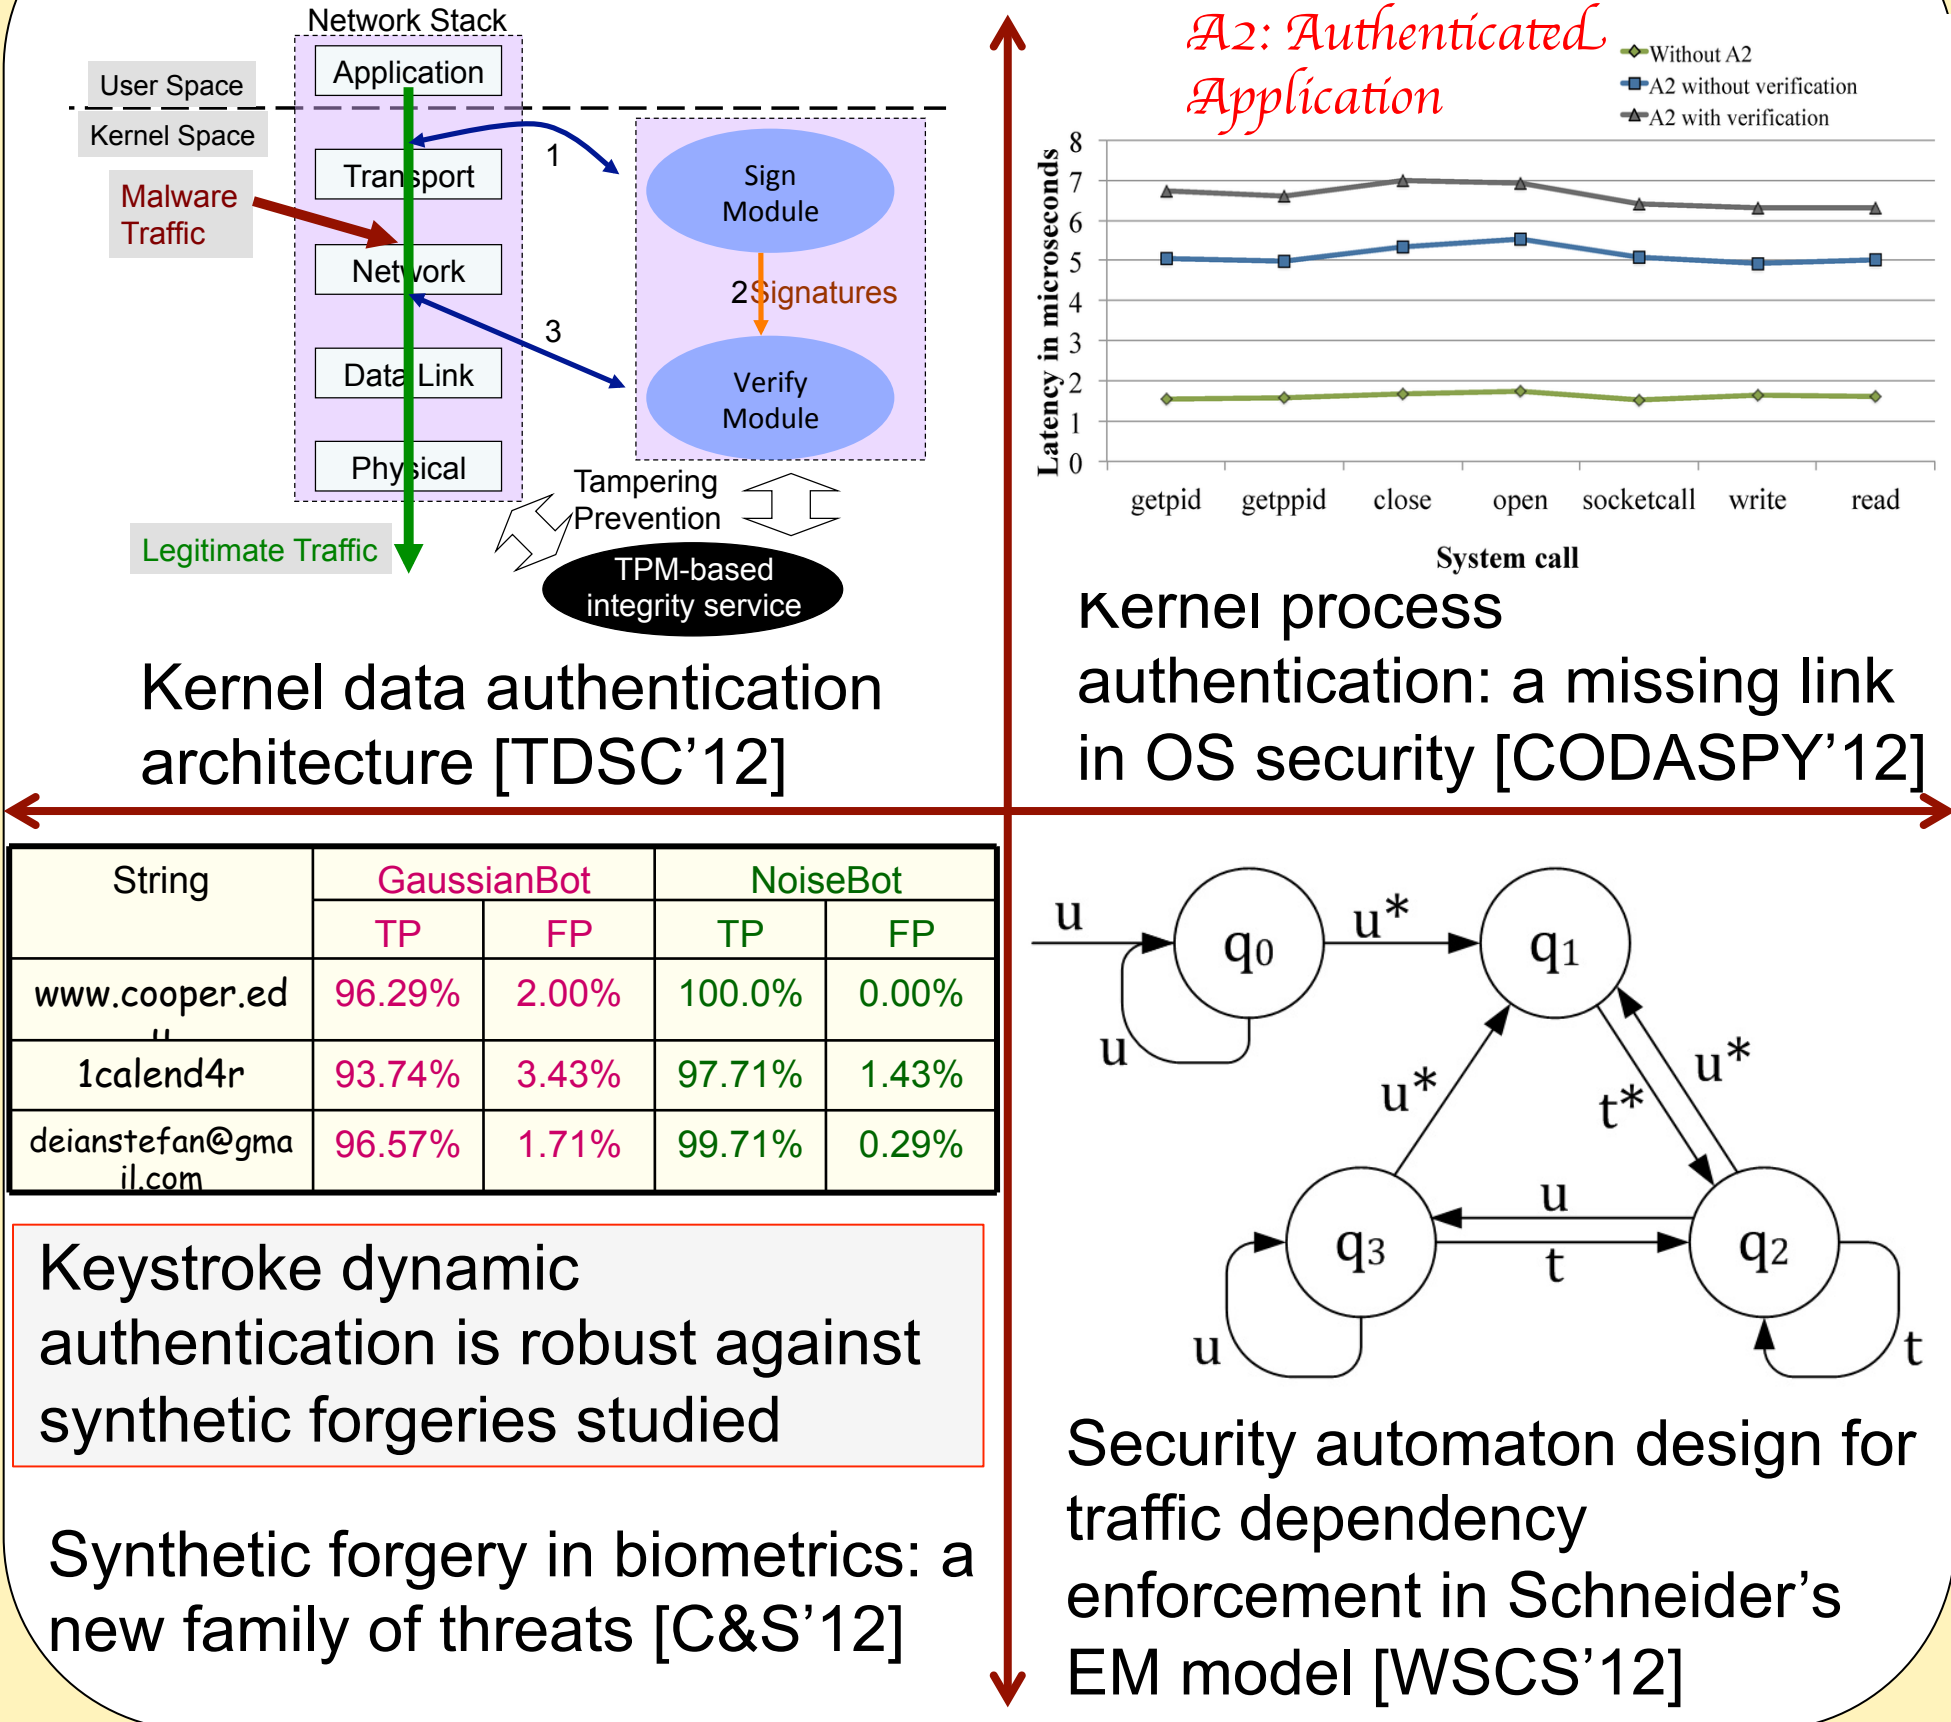 Network Stack
Application
User Space
Kernel Space
1
Transport
Sign
Module
Malware
Traffic
Network
2 Signatures
3
Data Link
Verify
Module
Physical
Tampering
Prevention
Legitimate Traffic
TPM-based
integrity service
Kernel data authentication
architecture [TDSC’12]
A2: Authenticated
Application
Without A2
A2 without verification
A2 with verification
Latency in microseconds
8
7
6
5
4
3
2
1
0
getpid getppid close open socketcall write read
System call
Kernel process
authentication: a missing link
in OS security [CODASPY’12]
String GaussianBot NoiseBot
TP FP TP FP
www.cooper.ed
u
96.29% 2.00% 100.0% 0.00%
1calend4r 93.74% 3.43% 97.71% 1.43%
deianstefan@gma
il.com
96.57% 1.71% 99.71% 0.29%
Keystroke dynamic
authentication is robust against
synthetic forgeries studied
Synthetic forgery in biometrics: a
new family of threats [C&S’12]
u
q0
u*
q1
u
u*
t*
u*
q3
u
t
q2
u
t
Security automaton design for
traffic dependency
enforcement in Schneider’s
EM model [WSCS’12]